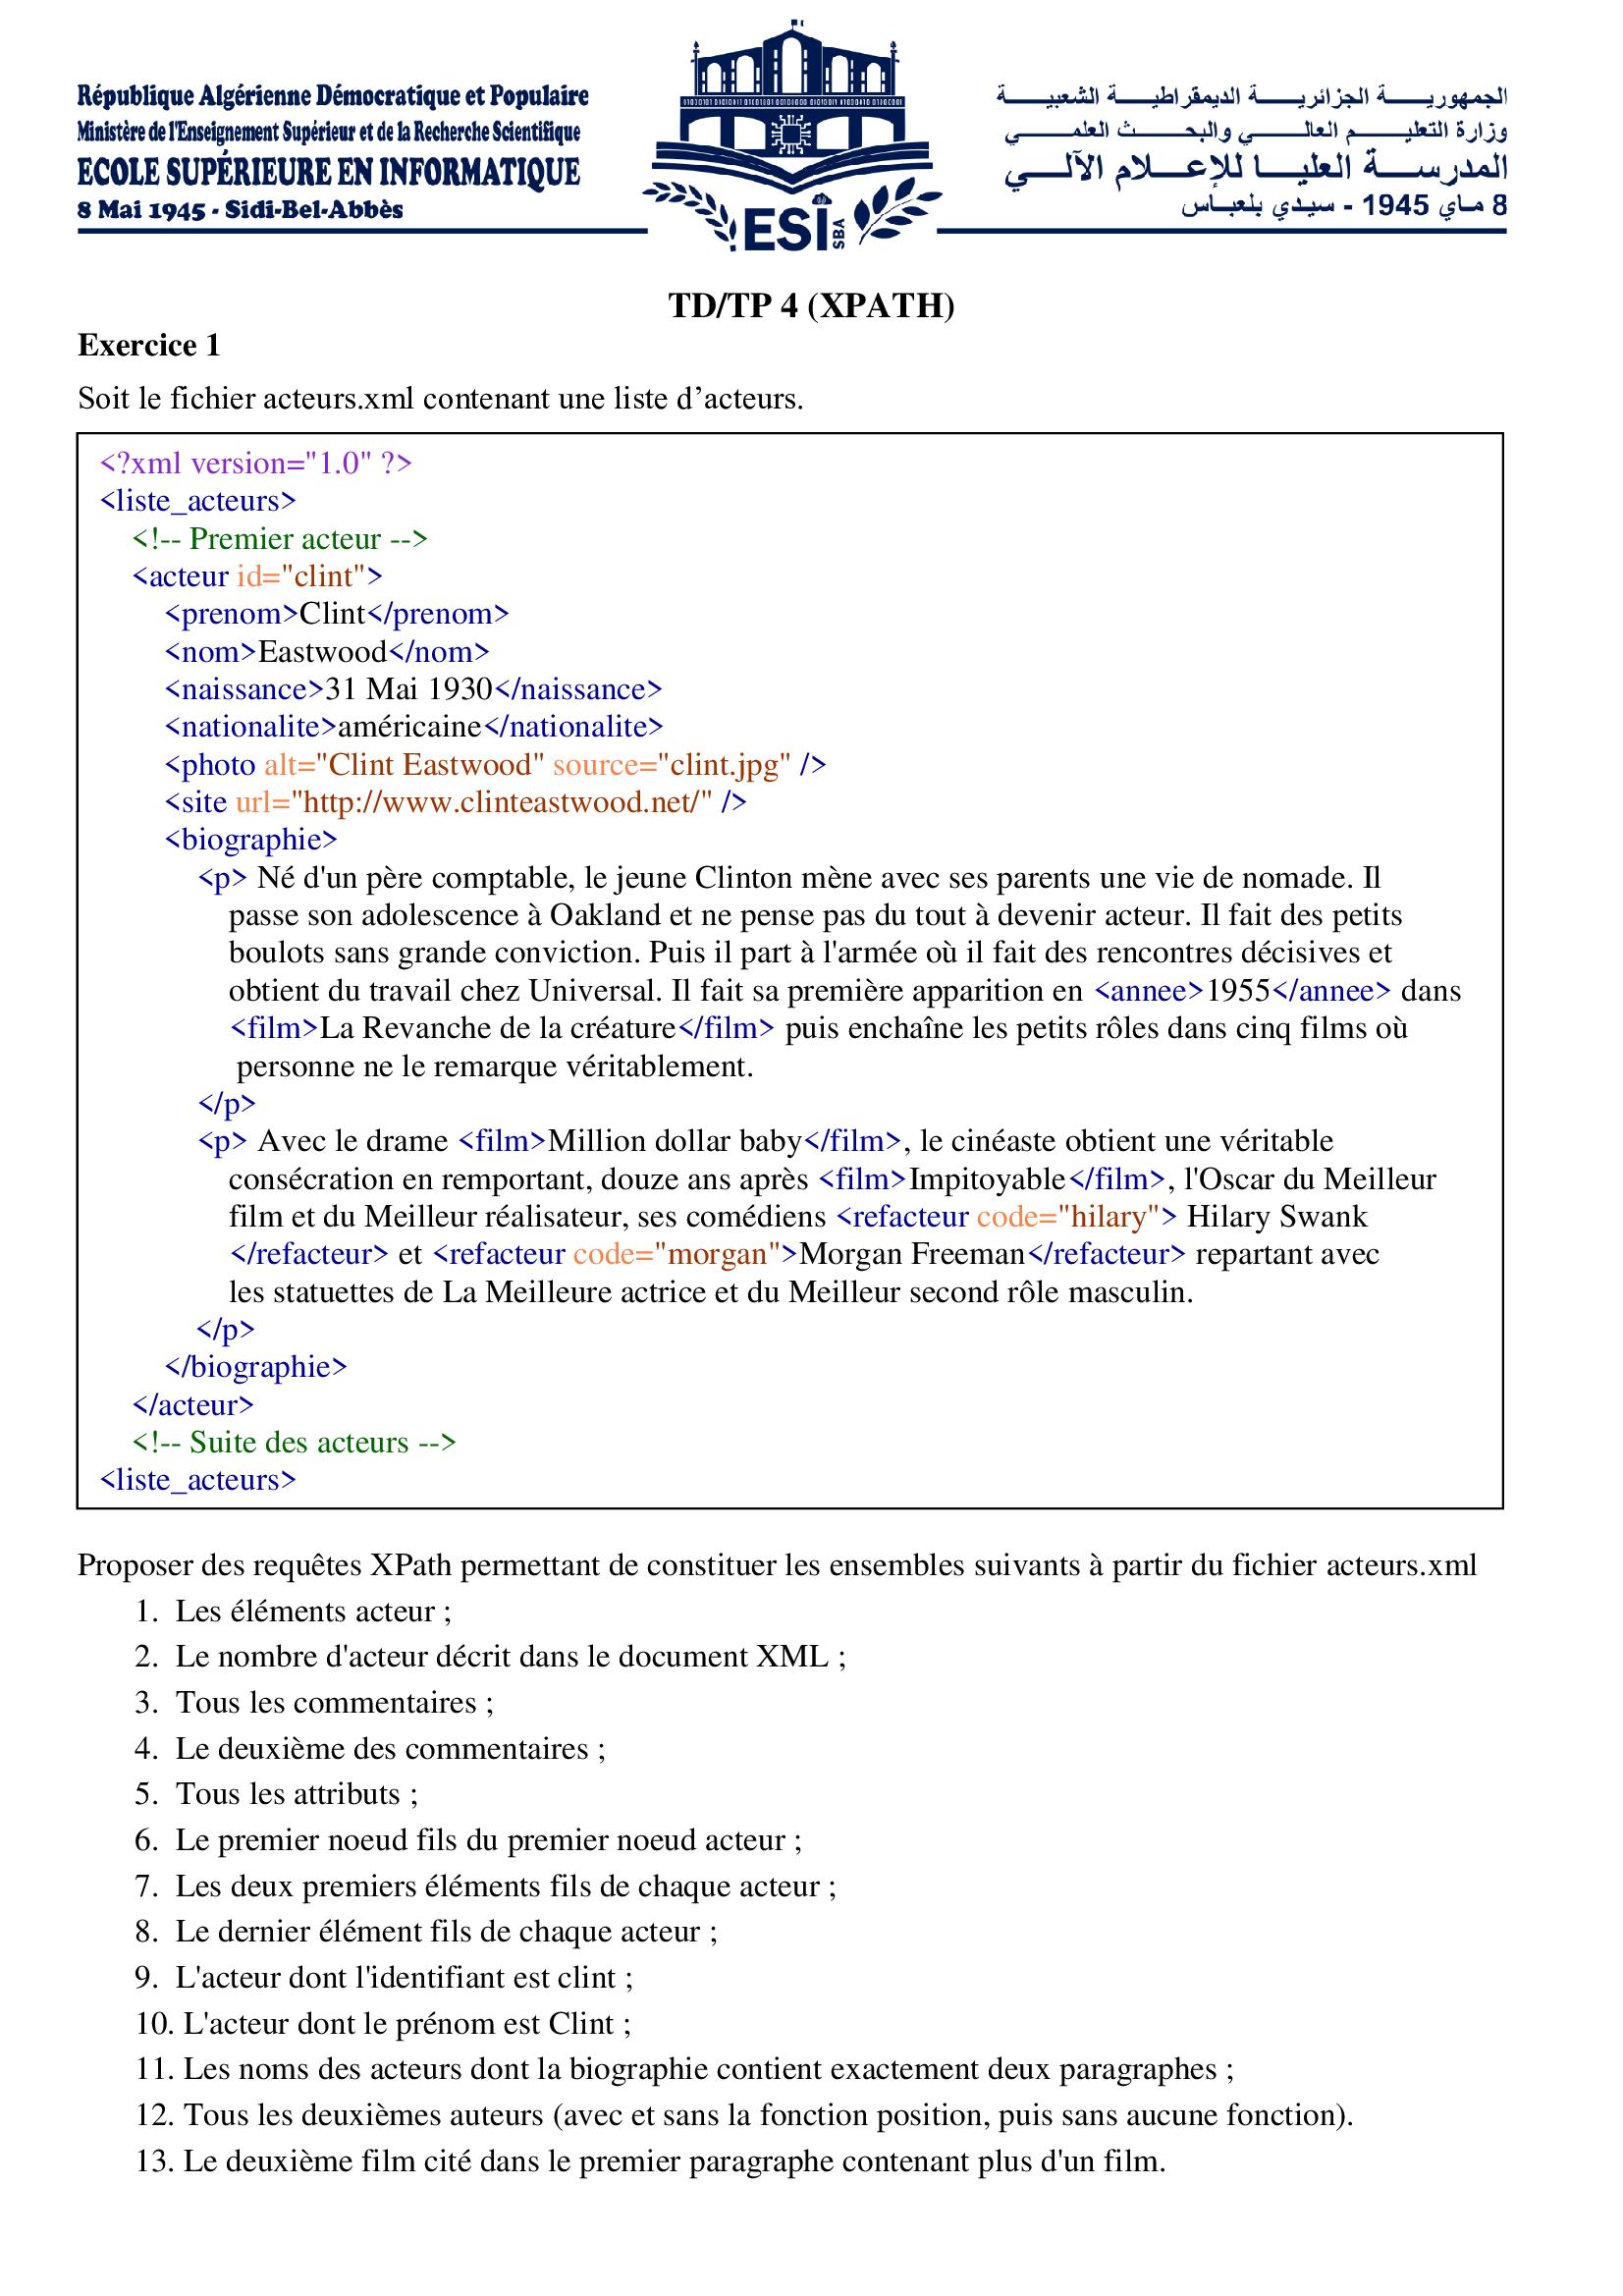 République Algérienne Démocratique et Populaire
Ministère de l'Enseignement Supérieur et de la Recherche Scientifique
ECOLE SUPÉRIEURE EN INFORMATIQUE
8 Mai 1945 - Sidi-Bel-Abbès
ESI
SBA
الجمهوريـــــة الجزائريـــــة الديمقراطيـــــة الشعبيـــــة
وزارة التعليـــــم العالـــــي والبحـــــث العلمـــــي
المدرســـة العليـــا للإعـــلام الآلـــي
8 مـاي 1945 - سيـدي بلعبـاس
TD/TP 4 (XPATH)
Exercice 1
Soit le fichier acteurs.xml contenant une liste d’acteurs.
<?xml version="1.0" ?>
<liste_acteurs>
<!-- Premier acteur -->
<acteur id="clint">
<prenom>Clint</prenom>
<nom>Eastwood</nom>
<naissance>31 Mai 1930</naissance>
<nationalite>américaine</nationalite>
<photo alt="Clint Eastwood" source="clint.jpg" />
<site url="http://www.clinteastwood.net/" />
<biographie>
<p> Né d'un père comptable, le jeune Clinton mène avec ses parents une vie de nomade. Il
passe son adolescence à Oakland et ne pense pas du tout à devenir acteur. Il fait des petits
boulots sans grande conviction. Puis il part à l'armée où il fait des rencontres décisives et
obtient du travail chez Universal. Il fait sa première apparition en <annee>1955</annee> dans
<film>La Revanche de la créature</film> puis enchaîne les petits rôles dans cinq films où
personne ne le remarque véritablement.
</p>
<p> Avec le drame <film>Million dollar baby</film>, le cinéaste obtient une véritable
consécration en remportant, douze ans après <film>Impitoyable</film>, l'Oscar du Meilleur
film et du Meilleur réalisateur, ses comédiens <refacteur code="hilary"> Hilary Swank
</refacteur> et <refacteur code="morgan">Morgan Freeman</refacteur> repartant avec
les statuettes de La Meilleure actrice et du Meilleur second rôle masculin.
</p>
</biographie>
</acteur>
<!-- Suite des acteurs -->
<liste_acteurs>
Proposer des requêtes XPath permettant de constituer les ensembles suivants à partir du fichier acteurs.xml
1. Les éléments acteur ;
2. Le nombre d'acteur décrit dans le document XML ;
3. Tous les commentaires ;
4. Le deuxième des commentaires ;
5. Tous les attributs ;
6. Le premier noeud fils du premier noeud acteur ;
7. Les deux premiers éléments fils de chaque acteur ;
8. Le dernier élément fils de chaque acteur ;
9. L'acteur dont l'identifiant est clint ;
10. L'acteur dont le prénom est Clint ;
11. Les noms des acteurs dont la biographie contient exactement deux paragraphes ;
12. Tous les deuxièmes auteurs (avec et sans la fonction position, puis sans aucune fonction).
13. Le deuxième film cité dans le premier paragraphe contenant plus d'un film.